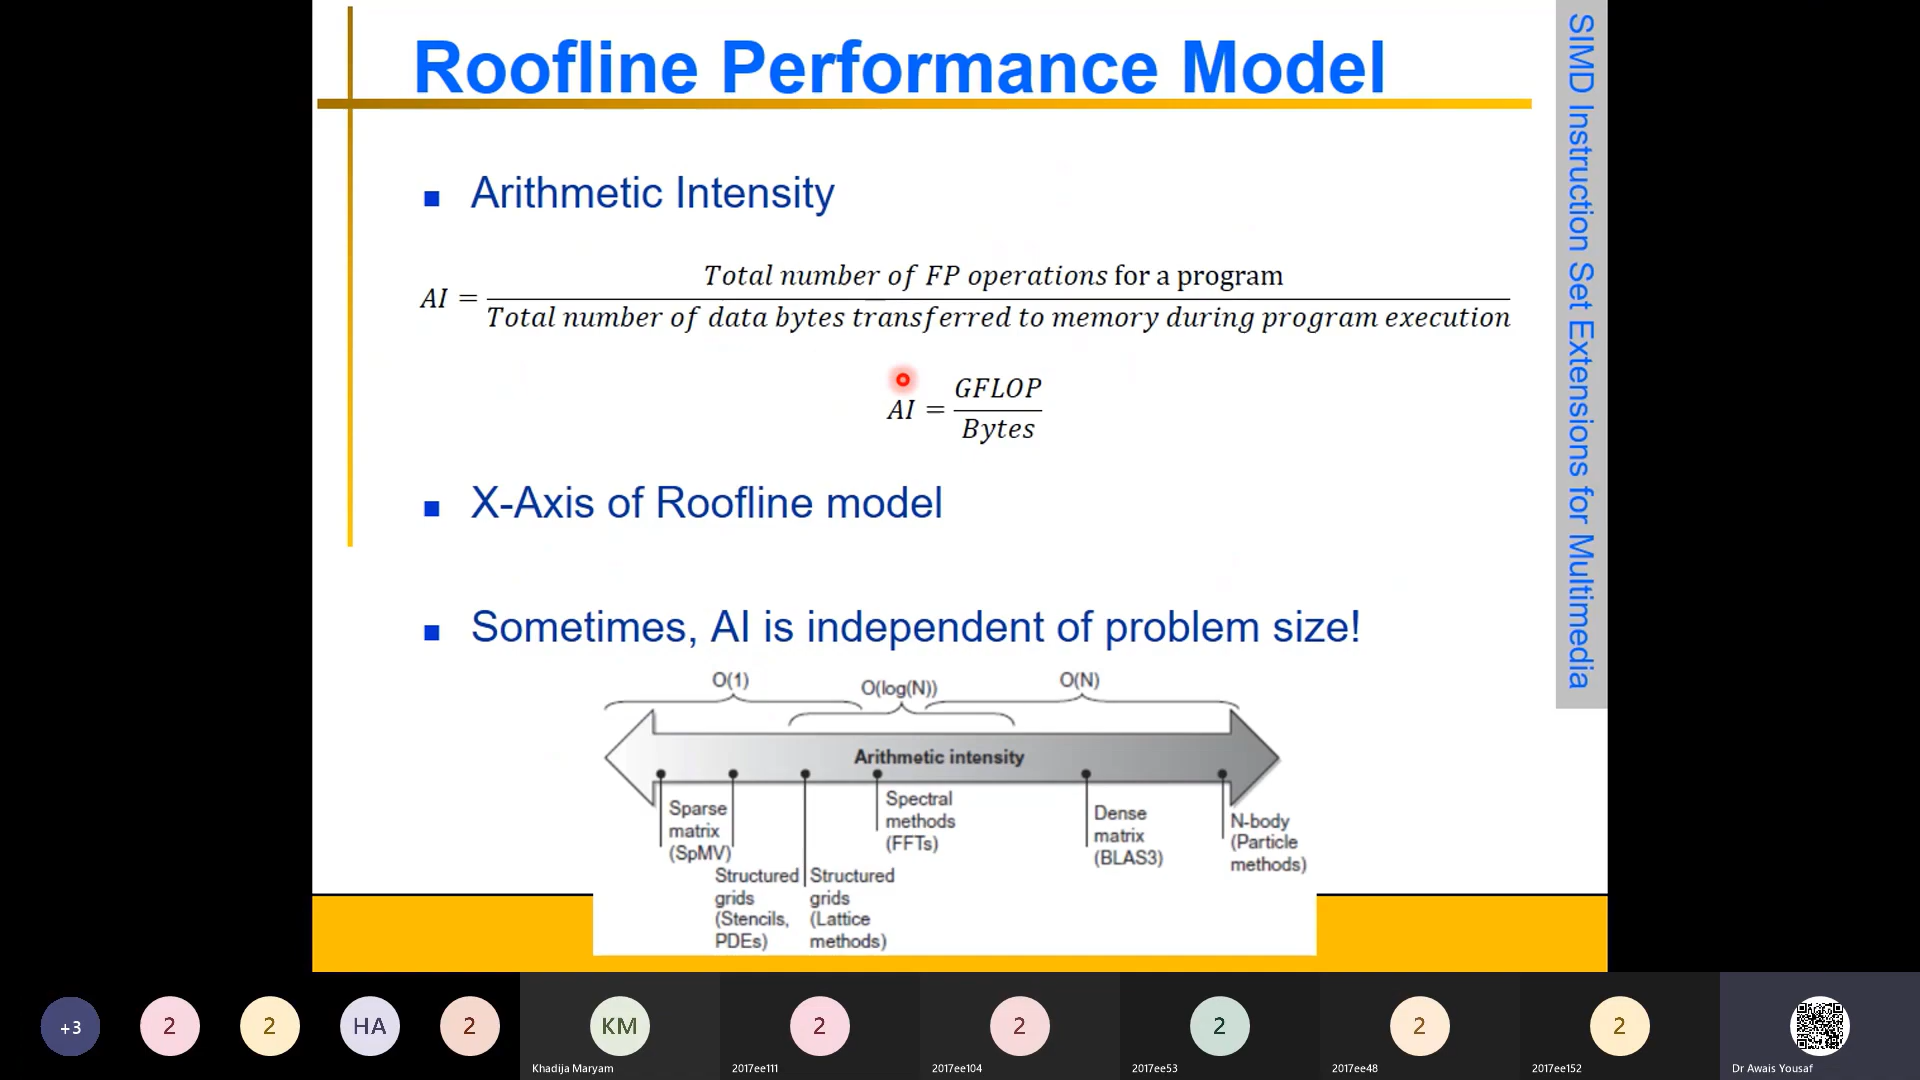 Roofline Performance Model
SIMD Instruction Set Extensions for Multimedia
■ Arithmetic Intensity
AI = Total number of FP operations for a program
Total number of data bytes transferred to memory during program execution
AI = GFLOP
Bytes
■ X-Axis of Roofline model
■ Sometimes, AI is independent of problem size!
O(1)
O(log(N))
O(N)
Arithmetic intensity
Sparse
matrix
(SpMV)
Structured
grids
(Stencils,
PDEs)
Structured
grids
(Lattice
methods)
Spectral
methods
(FFTs)
Dense
matrix
(BLAS3)
N-body
(Particle
methods)
+3
2
2
HA
2
KM
2
2
2
2
2
Khadija Maryam
2017ee111
2017ee104
2017ee53
2017ee48
2017ee152
Dr Awais Yousaf